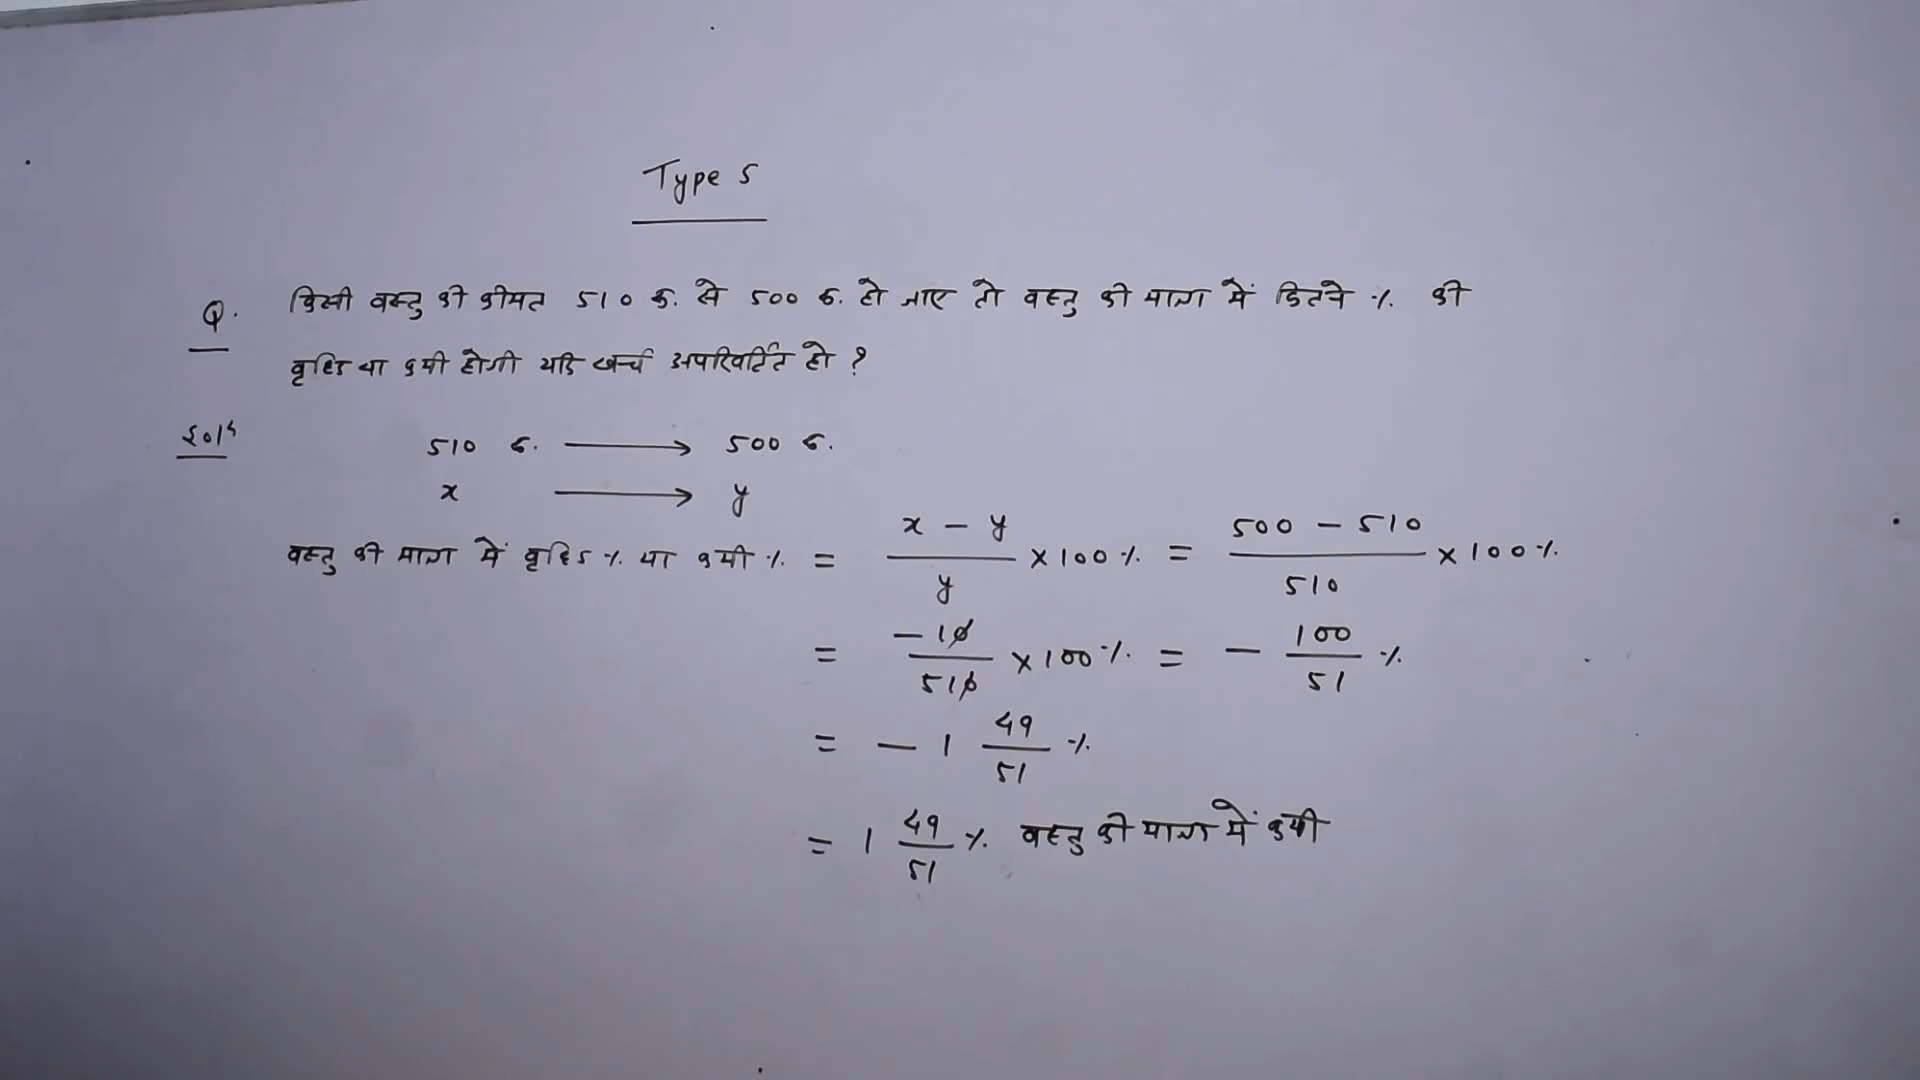 Type 5
Q. किसी वस्तु की कीमत 510 रु. से 500 रु. हो जाए तो वस्तु की मात्रा में कितने % की
वृद्धि या कमी होगी यदि खर्च अपरिवर्तित हो ?
Solⁿ 510 रु. ⟶ 500 रु.
x ⟶ y
वस्तु की मात्रा में वृद्धि % या कमी % = (x - y)/y × 100 % = (500 - 510)/510 × 100 %
= -10/510 × 100 % = - 100/51 %
= - 1 49/51 %
= 1 49/51 % वस्तु की मात्रा में कमी